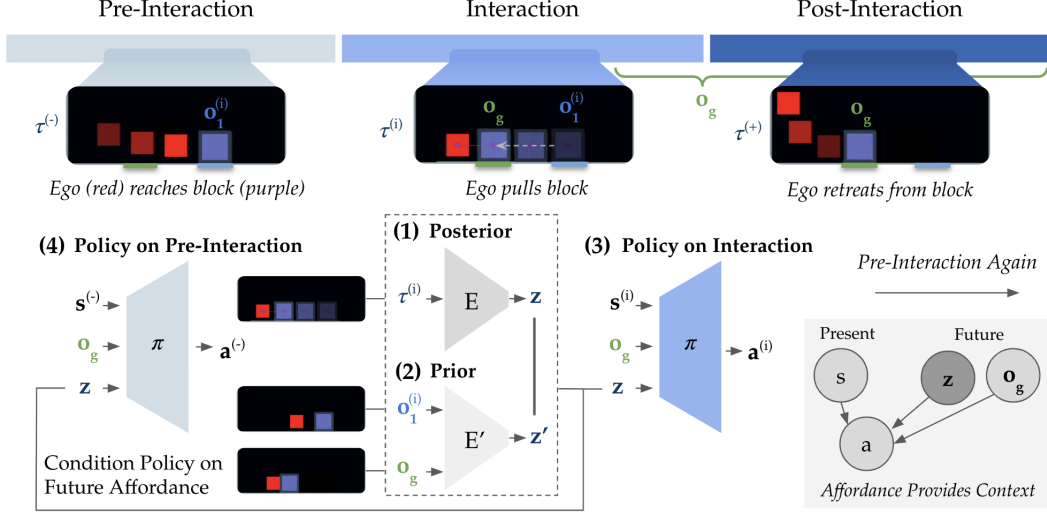 Pre-Interaction
Interaction
Post-Interaction
τ(-)
o1(i)
τ(i)
og
og
τ(+)
og
Ego (red) reaches block (purple)
Ego pulls block
Ego retreats from block
(4) Policy on Pre-Interaction
s(-)
og
z
π
a(-)
Condition Policy on
Future Affordance
(1) Posterior
τ(i)
E
z
(2) Prior
o1(i)
og
E′
z′
(3) Policy on Interaction
s(i)
og
z
π
a(i)
Pre-Interaction Again
Present
Future
s
z
og
a
Affordance Provides Context